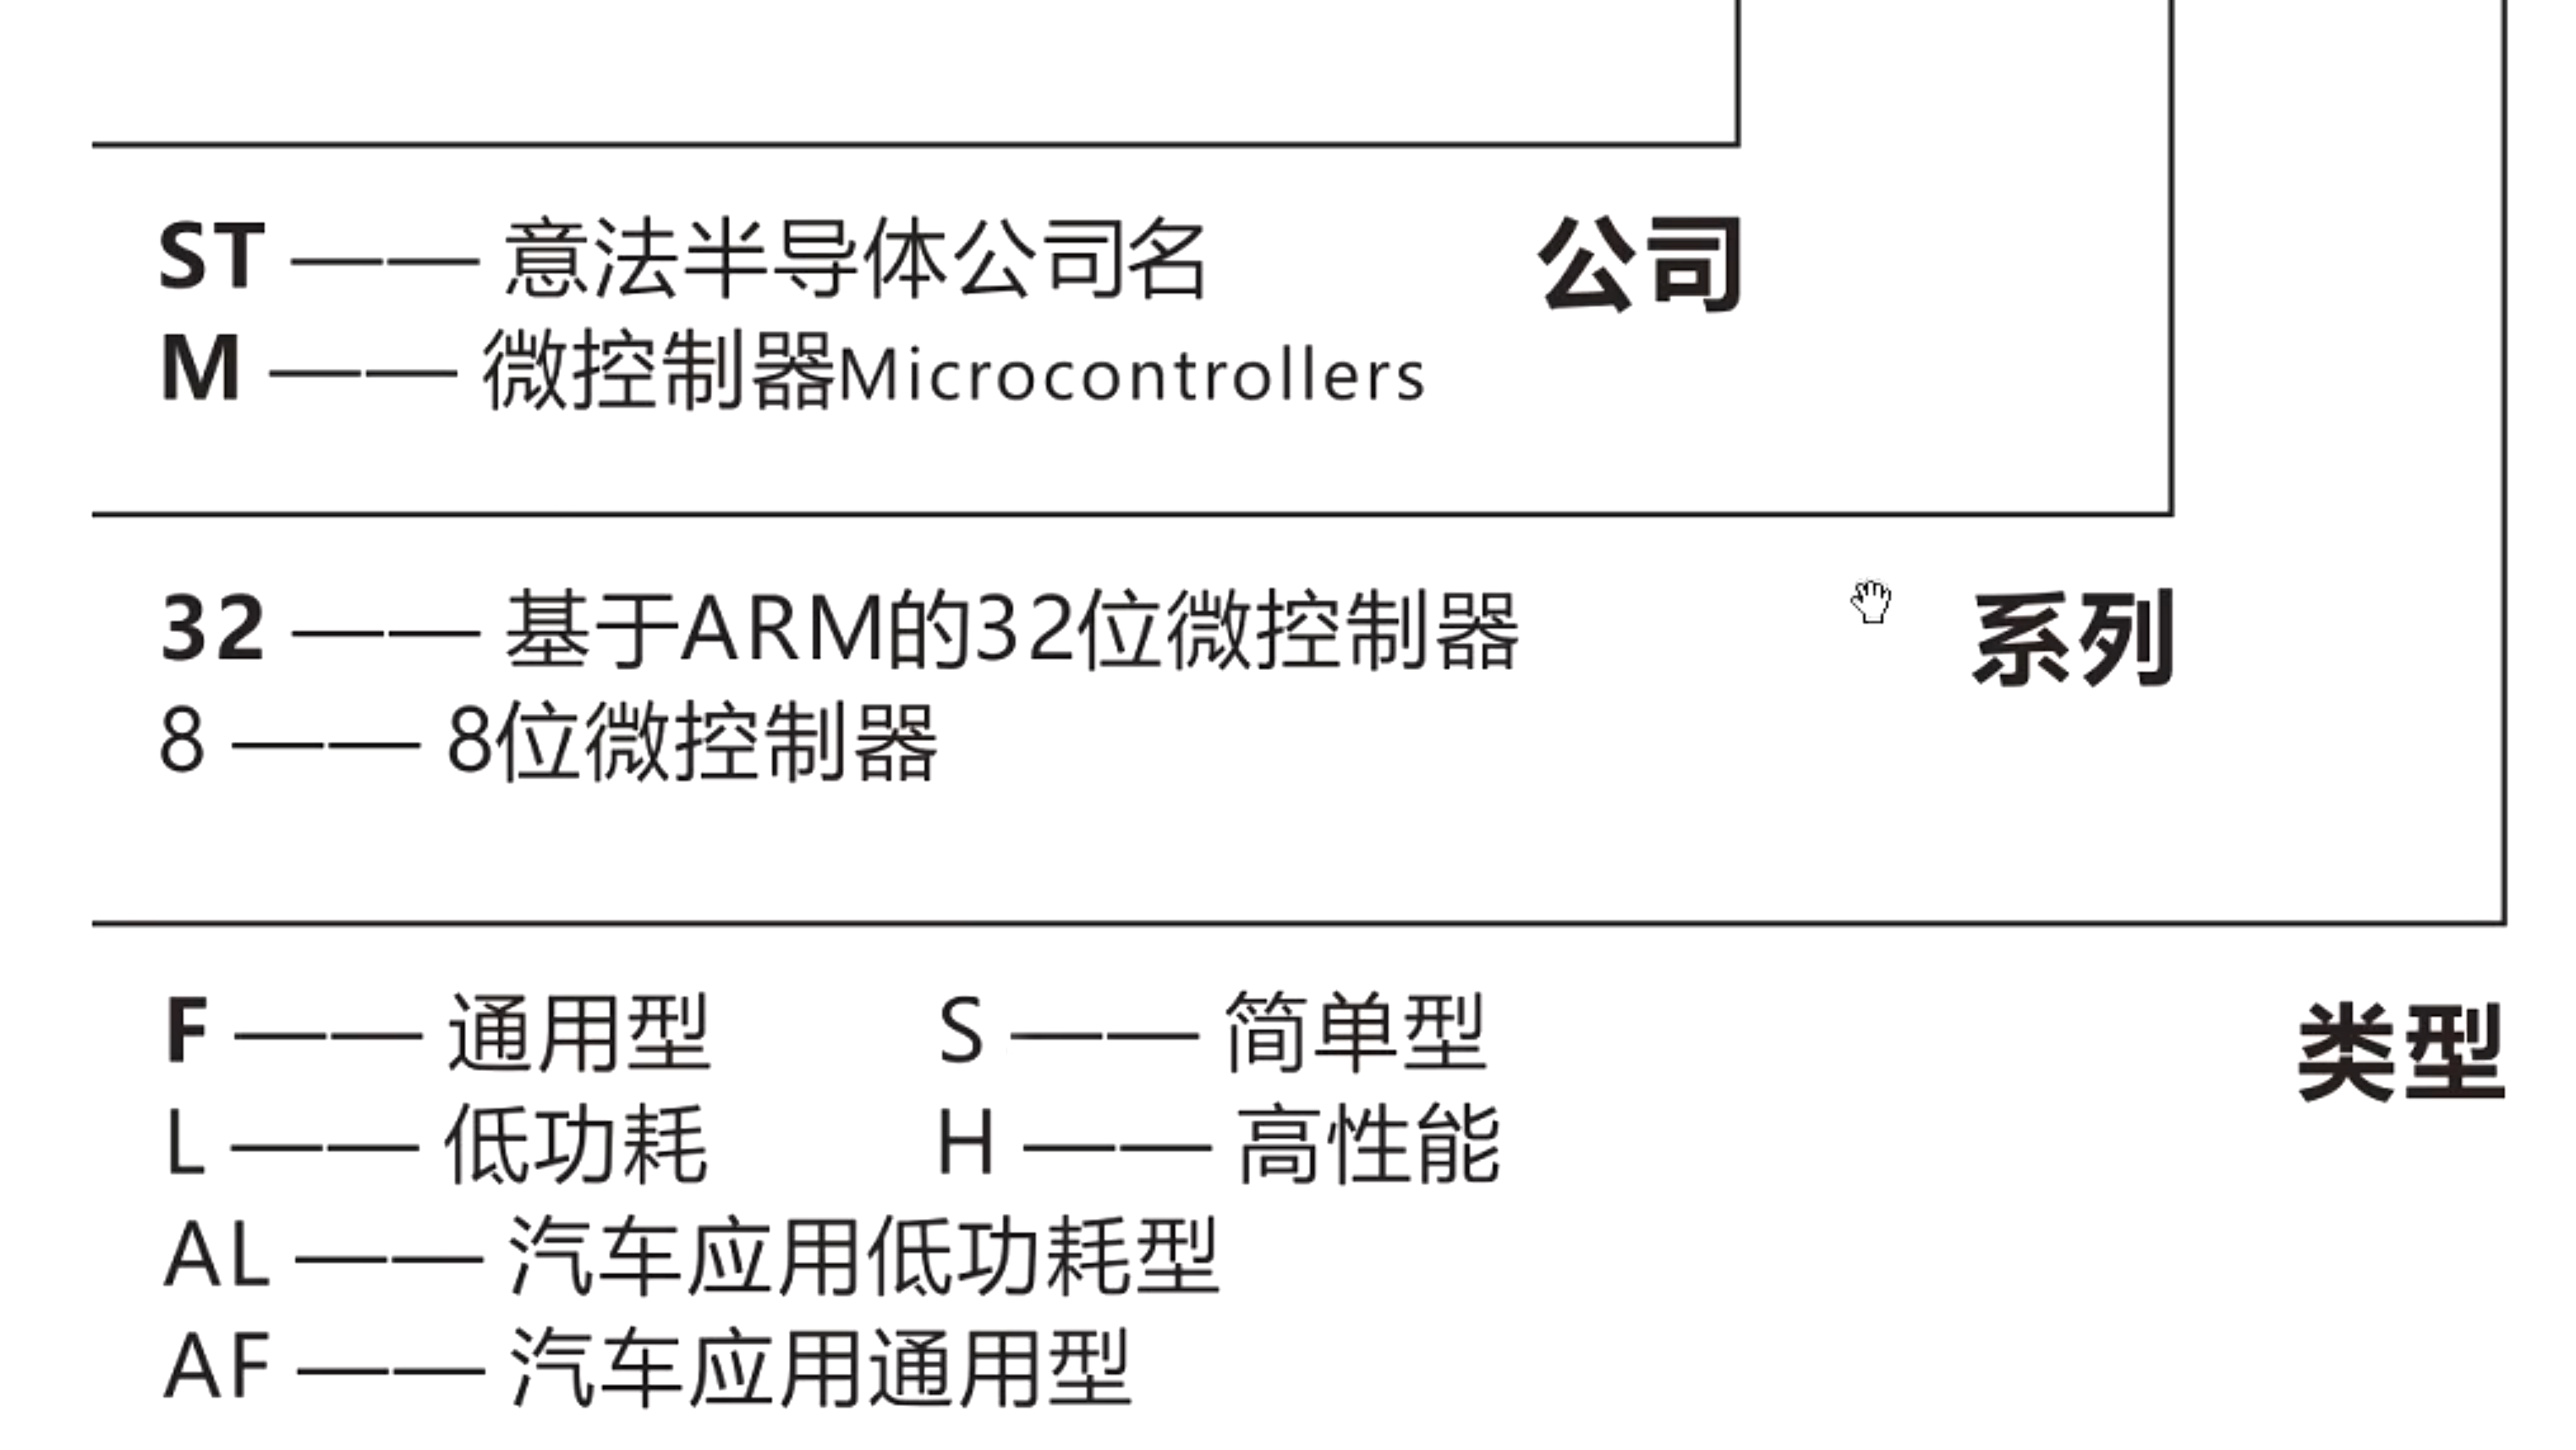 ST —— 意法半导体公司名 公司
M —— 微控制器Microcontrollers
32 —— 基于ARM的32位微控制器 系列
8 —— 8位微控制器
F —— 通用型 S —— 简单型 类型
L —— 低功耗 H —— 高性能
AL —— 汽车应用低功耗型
AF —— 汽车应用通用型